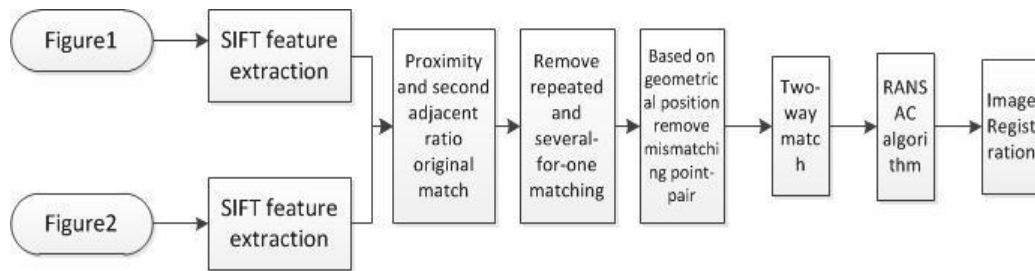 Figure1
SIFT feature
extraction
Figure2
SIFT feature
extraction
Proximity
and second
adjacent
ratio
original
match
Remove
repeated
and
several-
for-one
matching
Based on
geometric
al position
remove
mismatchi
ng point-
pair
Two-
way
matc
h
RANS
AC
algori
thm
Image
Regist
ration